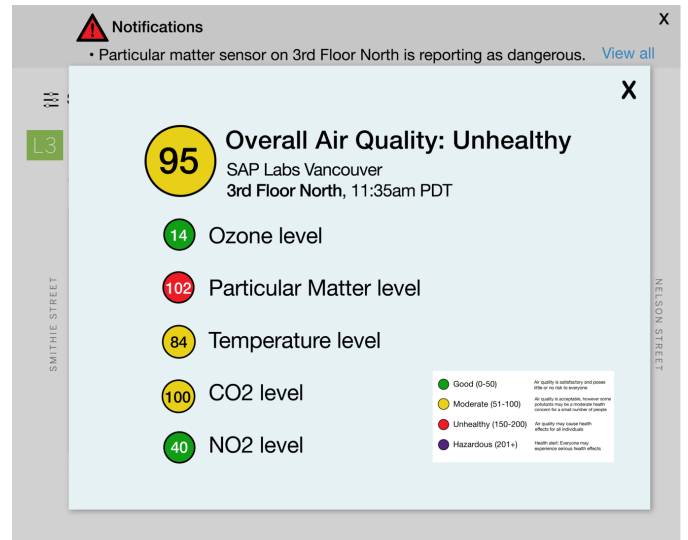 Notifications
X
• Particular matter sensor on 3rd Floor North is reporting as dangerous. View all
X
L3
95
Overall Air Quality: Unhealthy
SAP Labs Vancouver
3rd Floor North, 11:35am PDT
14 Ozone level
102 Particular Matter level
84 Temperature level
100 CO2 level
40 NO2 level
Good (0-50)
Air quality is satisfactory and poses
little or no risk to everyone
Moderate (51-100)
Air quality is acceptable, however some
pollutants may be a moderate health
concern for a small number of people
Unhealthy (150-200)
Air quality may cause health
effects for all individuals
Hazardous (201+)
Health alert: Everyone may
experience serious health effects
SMITHIE STREET
NELSON STREET